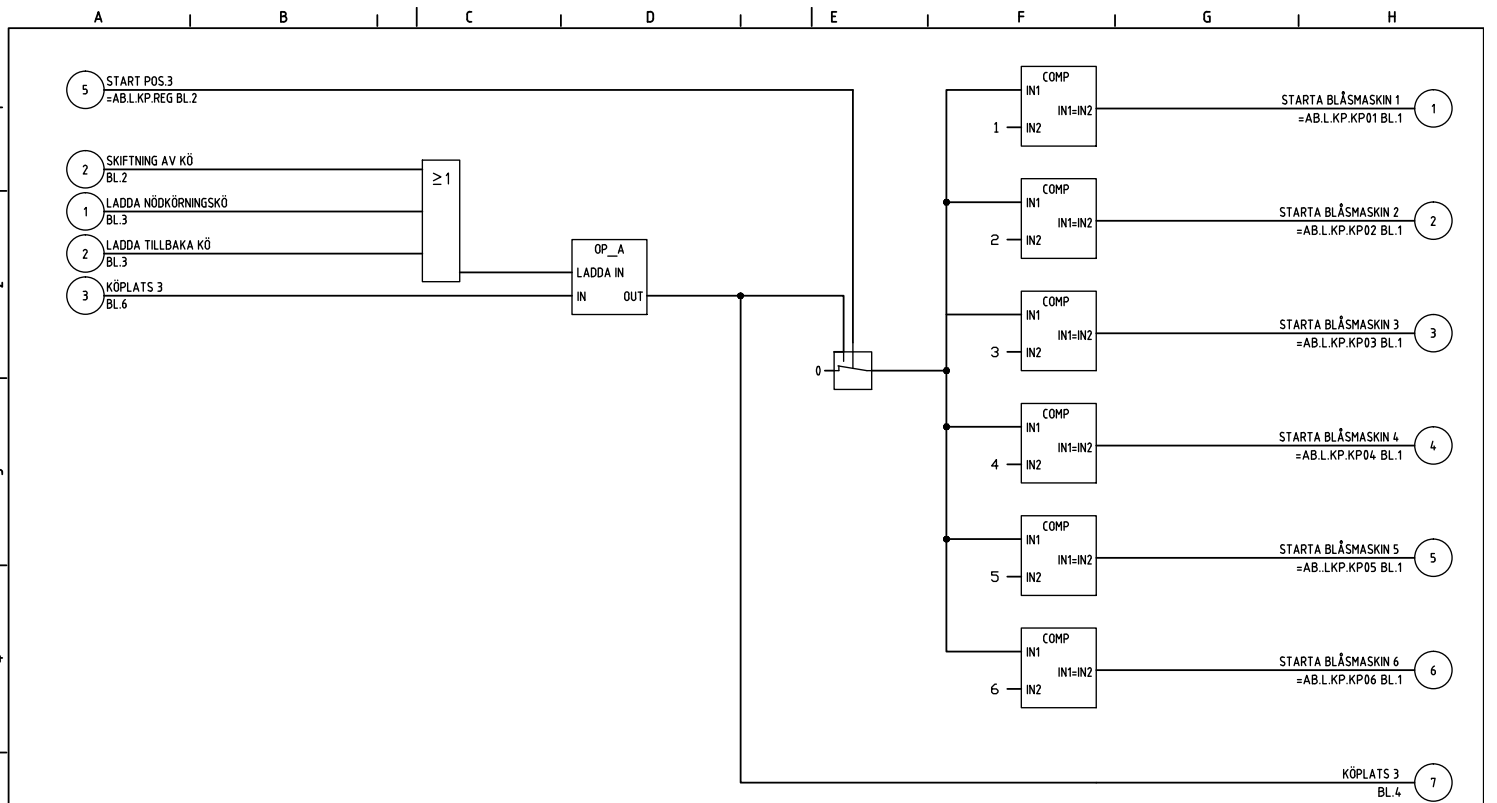 A B C D E F G H
5 START POS.3
=AB.L.KP.REG BL.2
2 SKIFTNING AV KÖ
BL.2
1 LADDA NÖDKÖRNINGSKÖ
BL.3
2 LADDA TILLBAKA KÖ
BL.3
3 KÖPLATS 3
BL.6
≥1
OP_A
LADDA IN
IN OUT
0
COMP
IN1
IN1=IN2
1 IN2
STARTA BLÅSMASKIN 1
=AB.L.KP.KP01 BL.1
1
COMP
IN1
IN1=IN2
2 IN2
STARTA BLÅSMASKIN 2
=AB.L.KP.KP02 BL.1
2
COMP
IN1
IN1=IN2
3 IN2
STARTA BLÅSMASKIN 3
=AB.L.KP.KP03 BL.1
3
COMP
IN1
IN1=IN2
4 IN2
STARTA BLÅSMASKIN 4
=AB.L.KP.KP04 BL.1
4
COMP
IN1
IN1=IN2
5 IN2
STARTA BLÅSMASKIN 5
=AB..LKP.KP05 BL.1
5
COMP
IN1
IN1=IN2
6 IN2
STARTA BLÅSMASKIN 6
=AB.L.KP.KP06 BL.1
6
KÖPLATS 3
BL.4
7